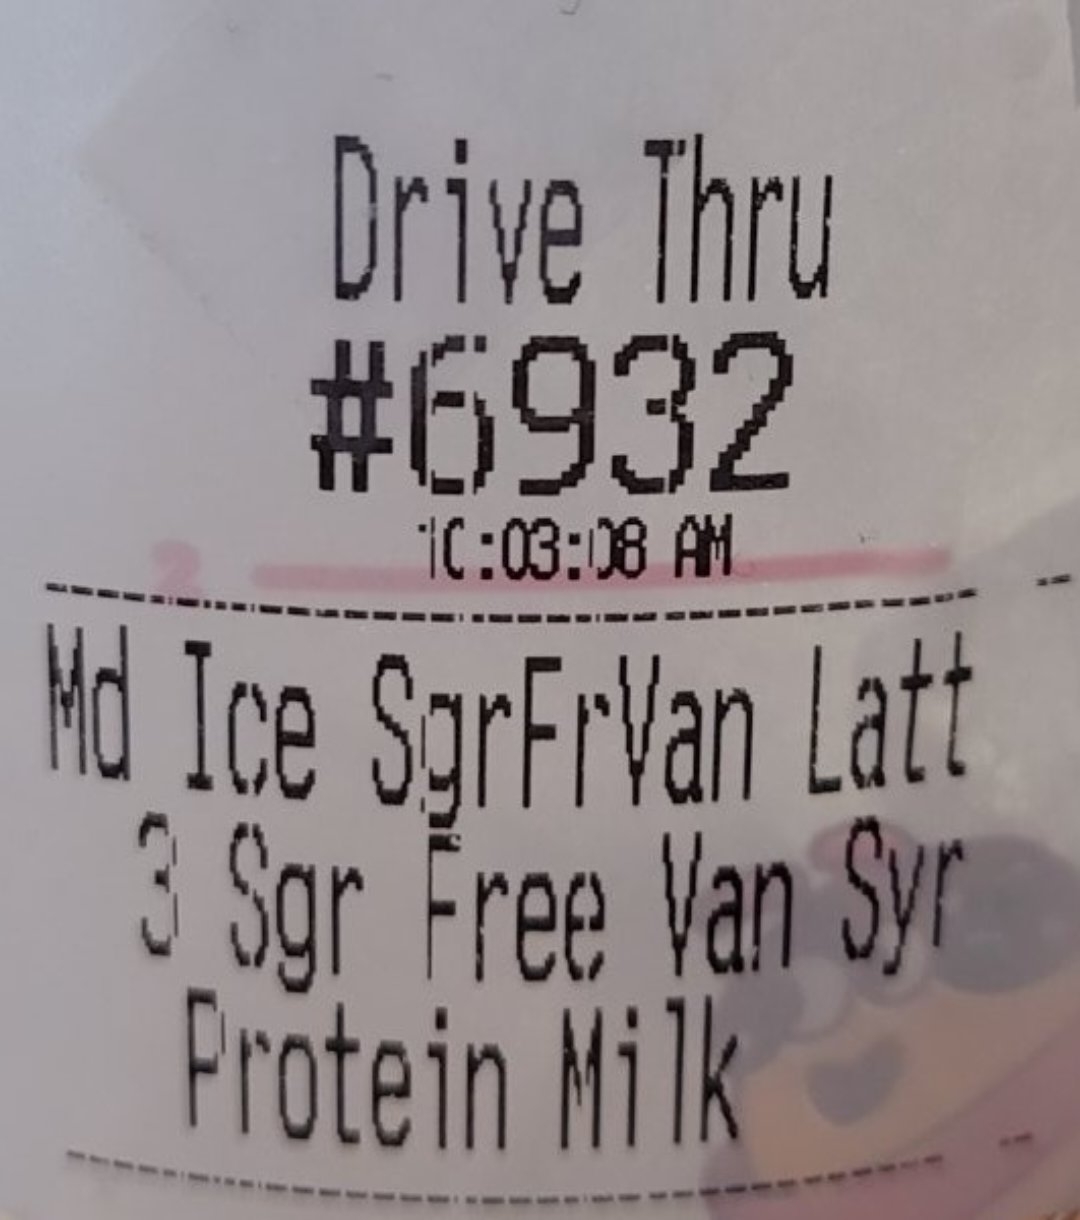 Drive Thru
#6932
10:03:08 AM
Md Ice SgrFrVan Latt
3 Sgr Free Van Syr
Protein Milk